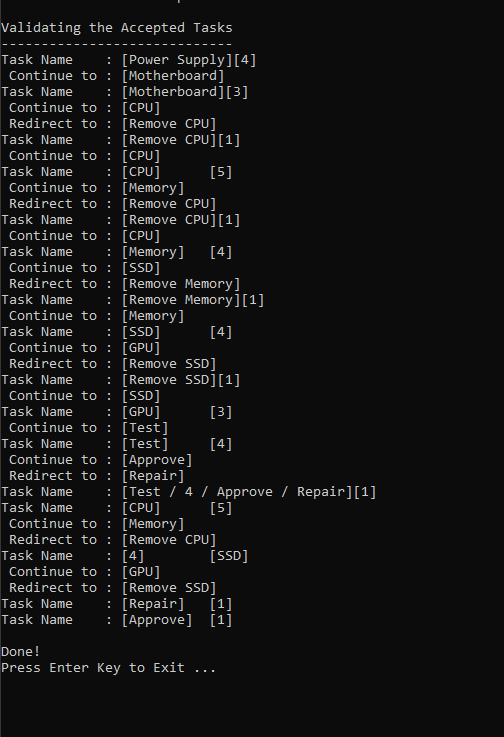 Validating the Accepted Tasks
-----------------------------
Task Name    : [Power Supply][4]
 Continue to : [Motherboard]
Task Name    : [Motherboard][3]
 Continue to : [CPU]
 Redirect to : [Remove CPU]
Task Name    : [Remove CPU][1]
 Continue to : [CPU]
Task Name    : [CPU]      [5]
 Continue to : [Memory]
 Redirect to : [Remove CPU]
Task Name    : [Remove CPU][1]
 Continue to : [CPU]
Task Name    : [Memory]   [4]
 Continue to : [SSD]
 Redirect to : [Remove Memory]
Task Name    : [Remove Memory][1]
 Continue to : [Memory]
Task Name    : [SSD]      [4]
 Continue to : [GPU]
 Redirect to : [Remove SSD]
Task Name    : [Remove SSD][1]
 Continue to : [SSD]
Task Name    : [GPU]      [3]
 Continue to : [Test]
Task Name    : [Test]     [4]
 Continue to : [Approve]
 Redirect to : [Repair]
Task Name    : [Test / 4 / Approve / Repair][1]
Task Name    : [CPU]      [5]
 Continue to : [Memory]
 Redirect to : [Remove CPU]
Task Name    : [4]        [SSD]
 Continue to : [GPU]
 Redirect to : [Remove SSD]
Task Name    : [Repair]   [1]
Task Name    : [Approve]  [1]

Done!
Press Enter Key to Exit ...